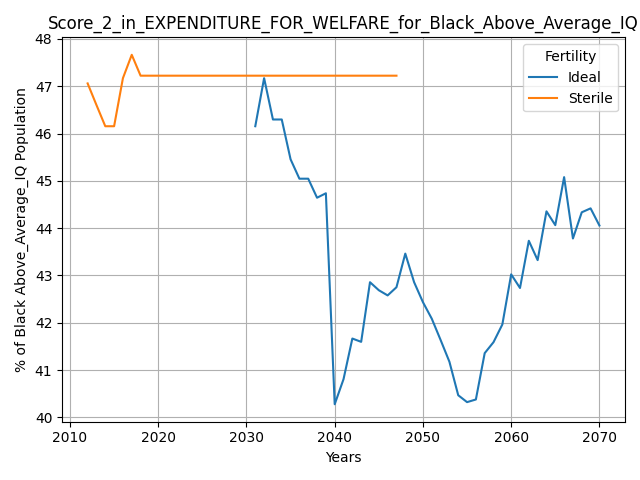 Score_2_in_EXPENDITURE_FOR_WELFARE_for_Black_Above_Average_IQ
48
47
46
45
44
43
42
41
40
% of Black Above_Average_IQ Population
Fertility
Ideal
Sterile
2010
2020
2030
2040
2050
2060
2070
Years